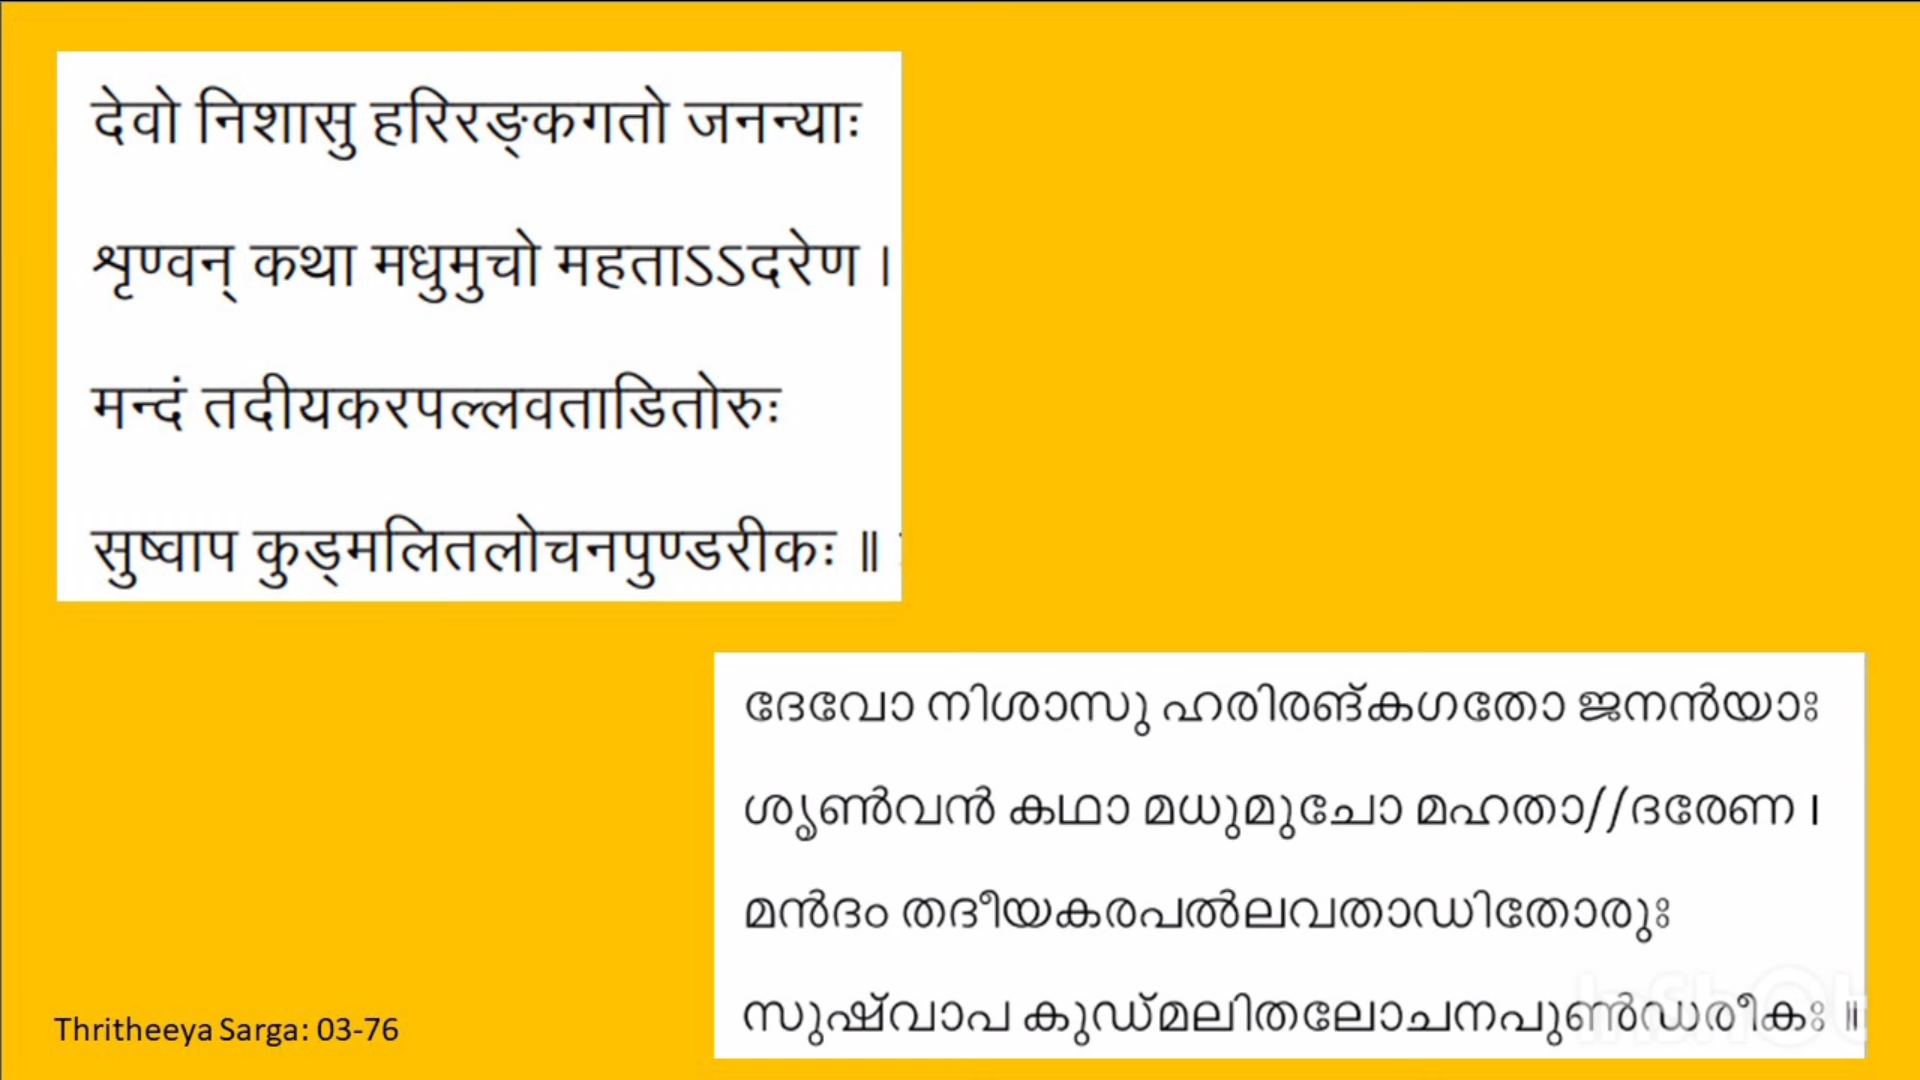 देवो निशासु हरिरङ्कगतो जनन्याः
शृण्वन् कथा मधुमुचो महताऽऽदरेण ।
मन्दं तदीयकरपल्लवताडितोरुः
सुष्वाप कुड्मलितलोचनपुण्डरीकः ॥
ദേവോ നിശാസു ഹരിരങ്കഗതോ ജനൻയാഃ
ശൃൺവൻ കഥാ മധുമുചോ മഹതാ//ദരേണ ।
മൻദം തദീയകരപൽലവതാഡിതോരുഃ
സുഷ്വാപ കുഡ്മലിതലോചനപുൺഡരീകഃ ॥
InShOt
Thritheeya Sarga: 03-76